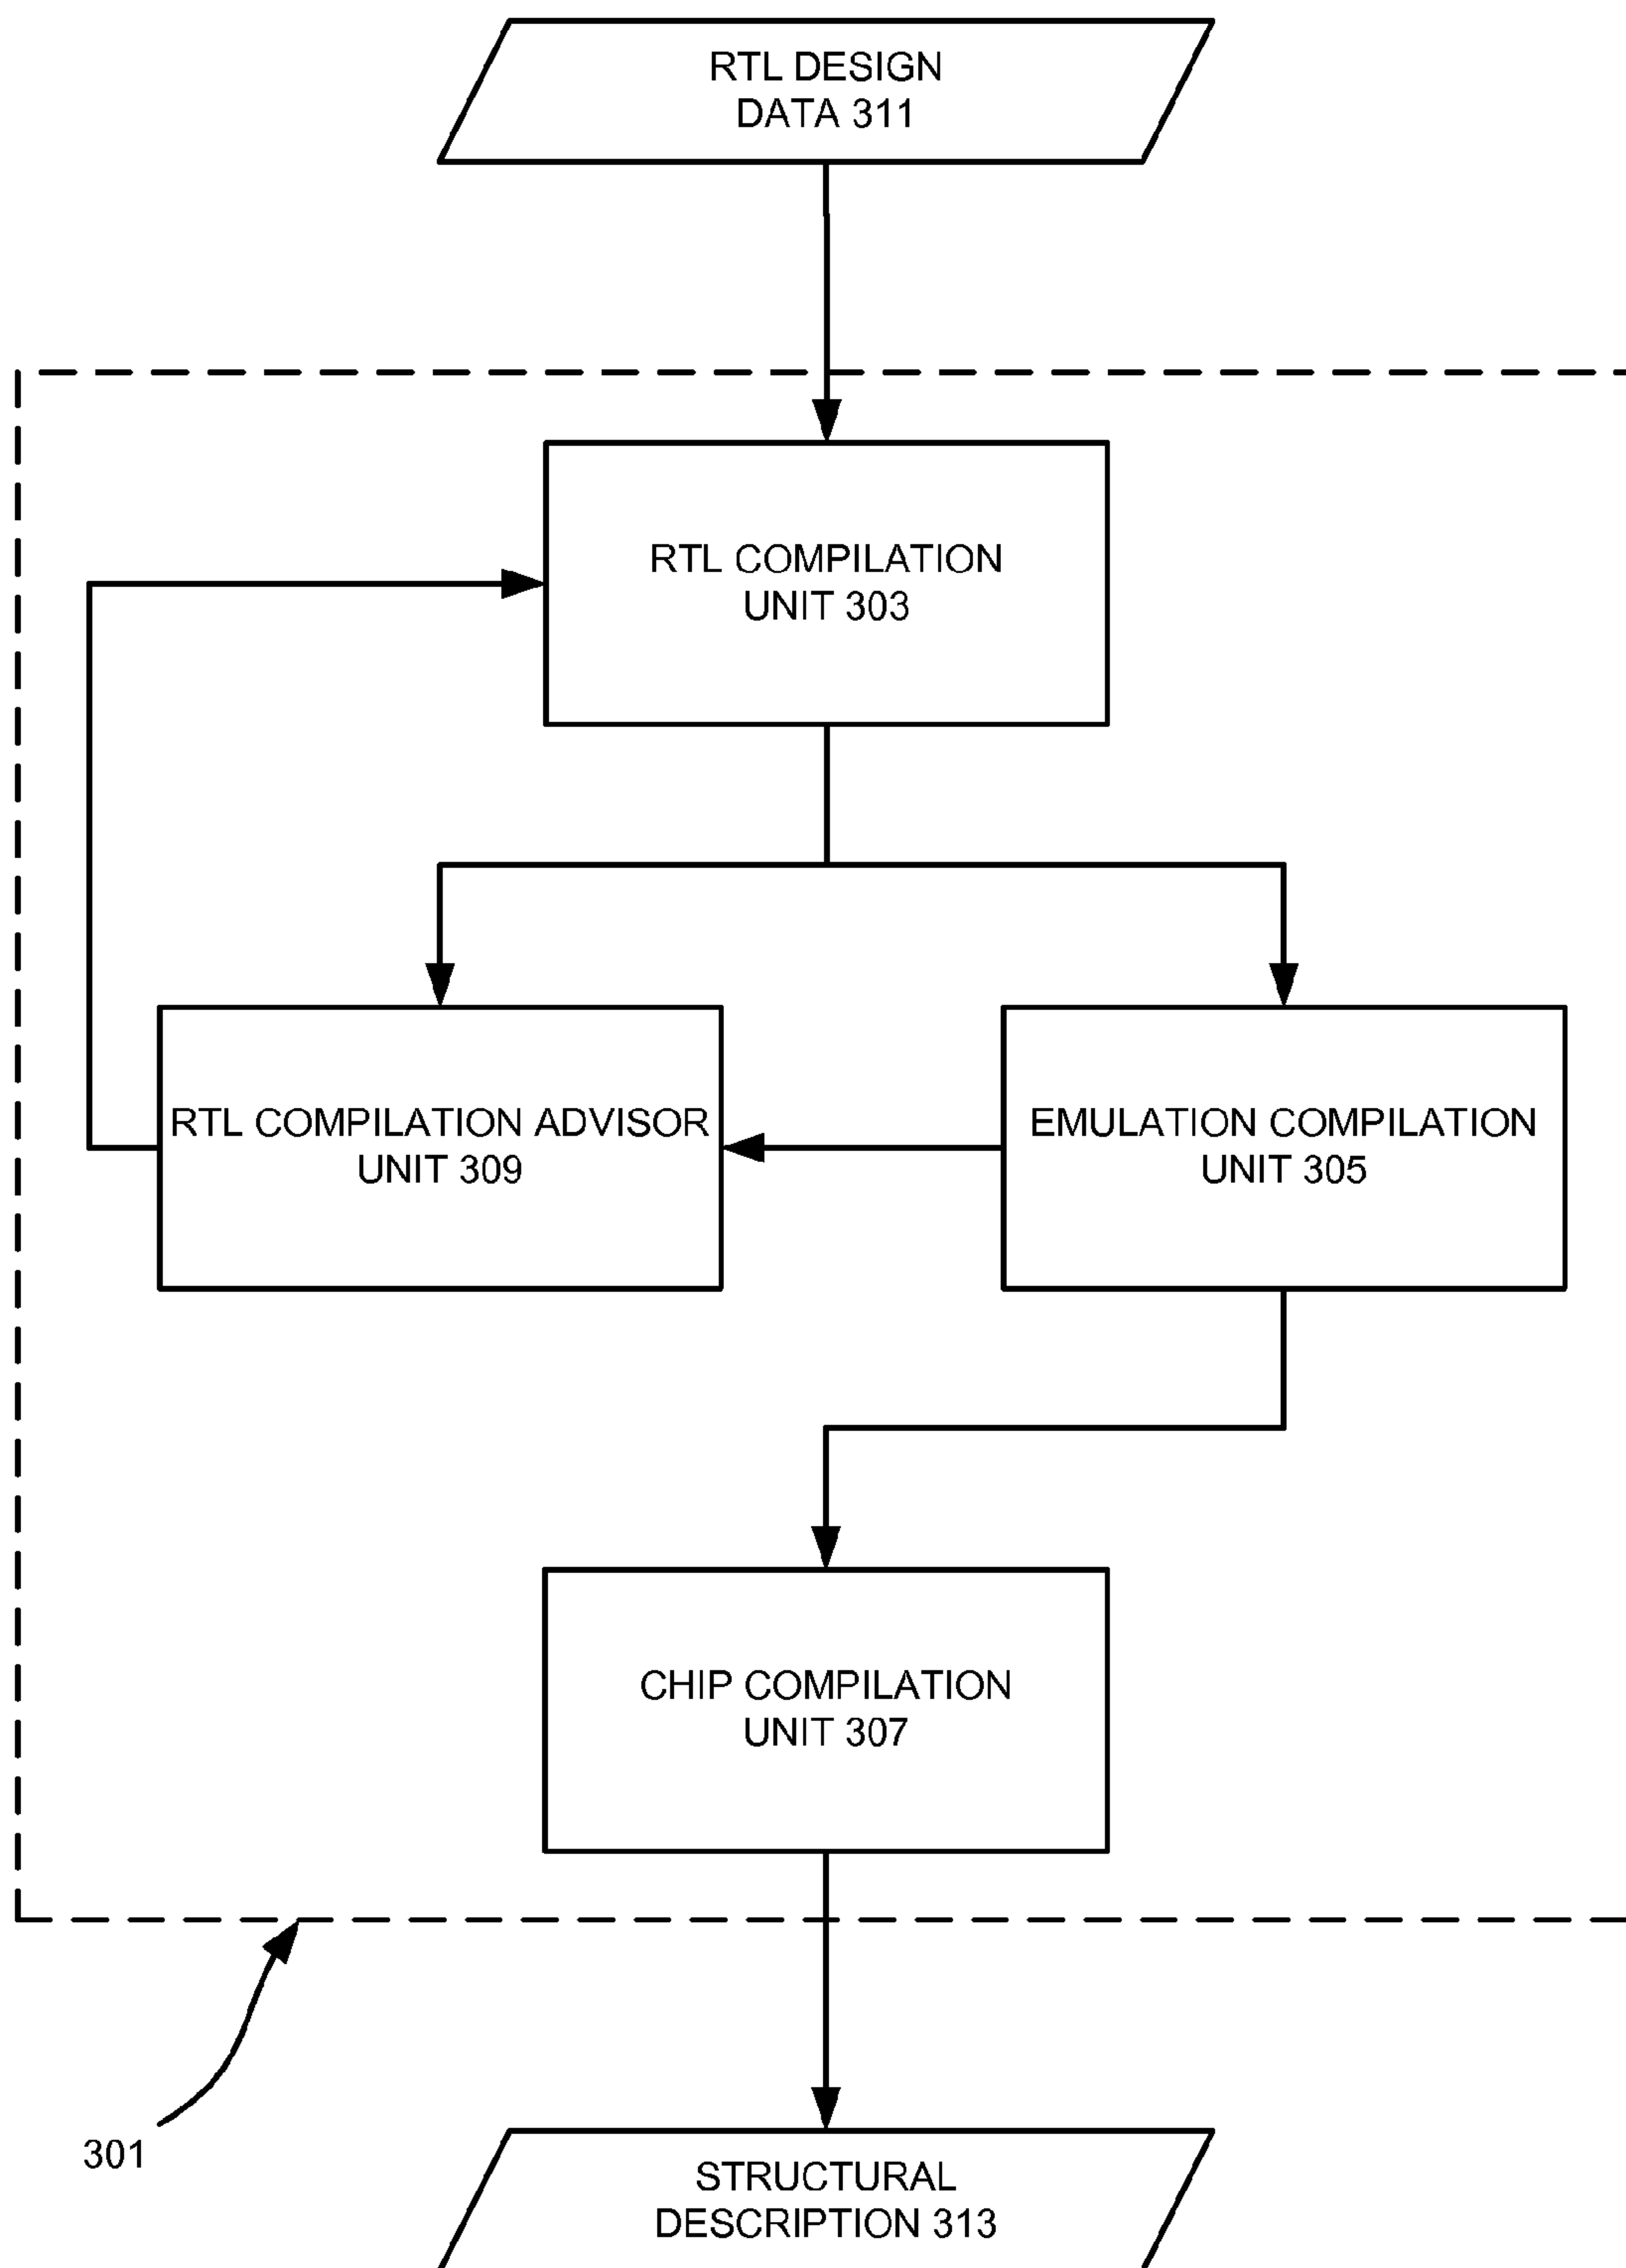 RTL DESIGN
DATA 311
RTL COMPILATION
UNIT 303
RTL COMPILATION ADVISOR
UNIT 309
EMULATION COMPILATION
UNIT 305
CHIP COMPILATION
UNIT 307
301
STRUCTURAL
DESCRIPTION 313